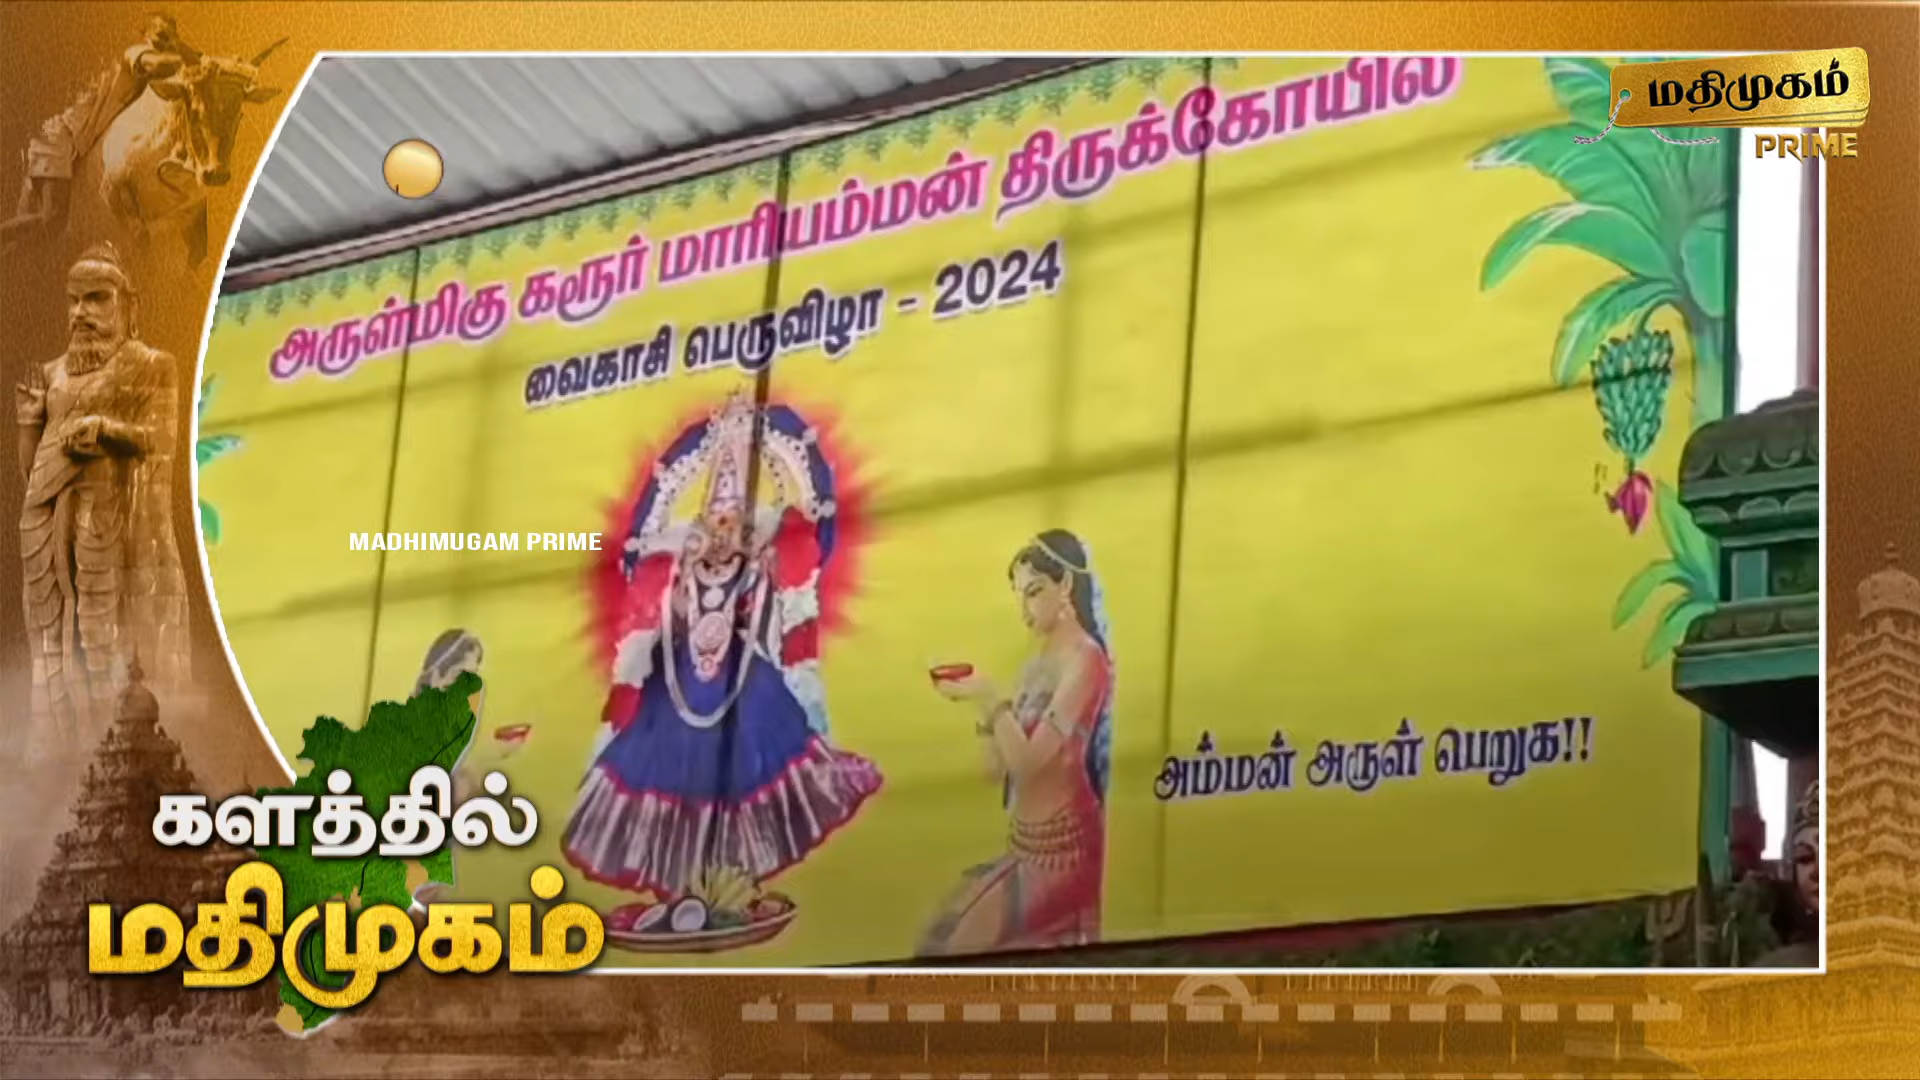 மதிமுகம்
PRIME
அருள்மிகு கரூர் மாரியம்மன் திருக்கோயில்
வைகாசி பெருவிழா - 2024
MADHIMUGAM PRIME
அம்மன் அருள் பெறுக!!
களத்தில்
மதிமுகம்